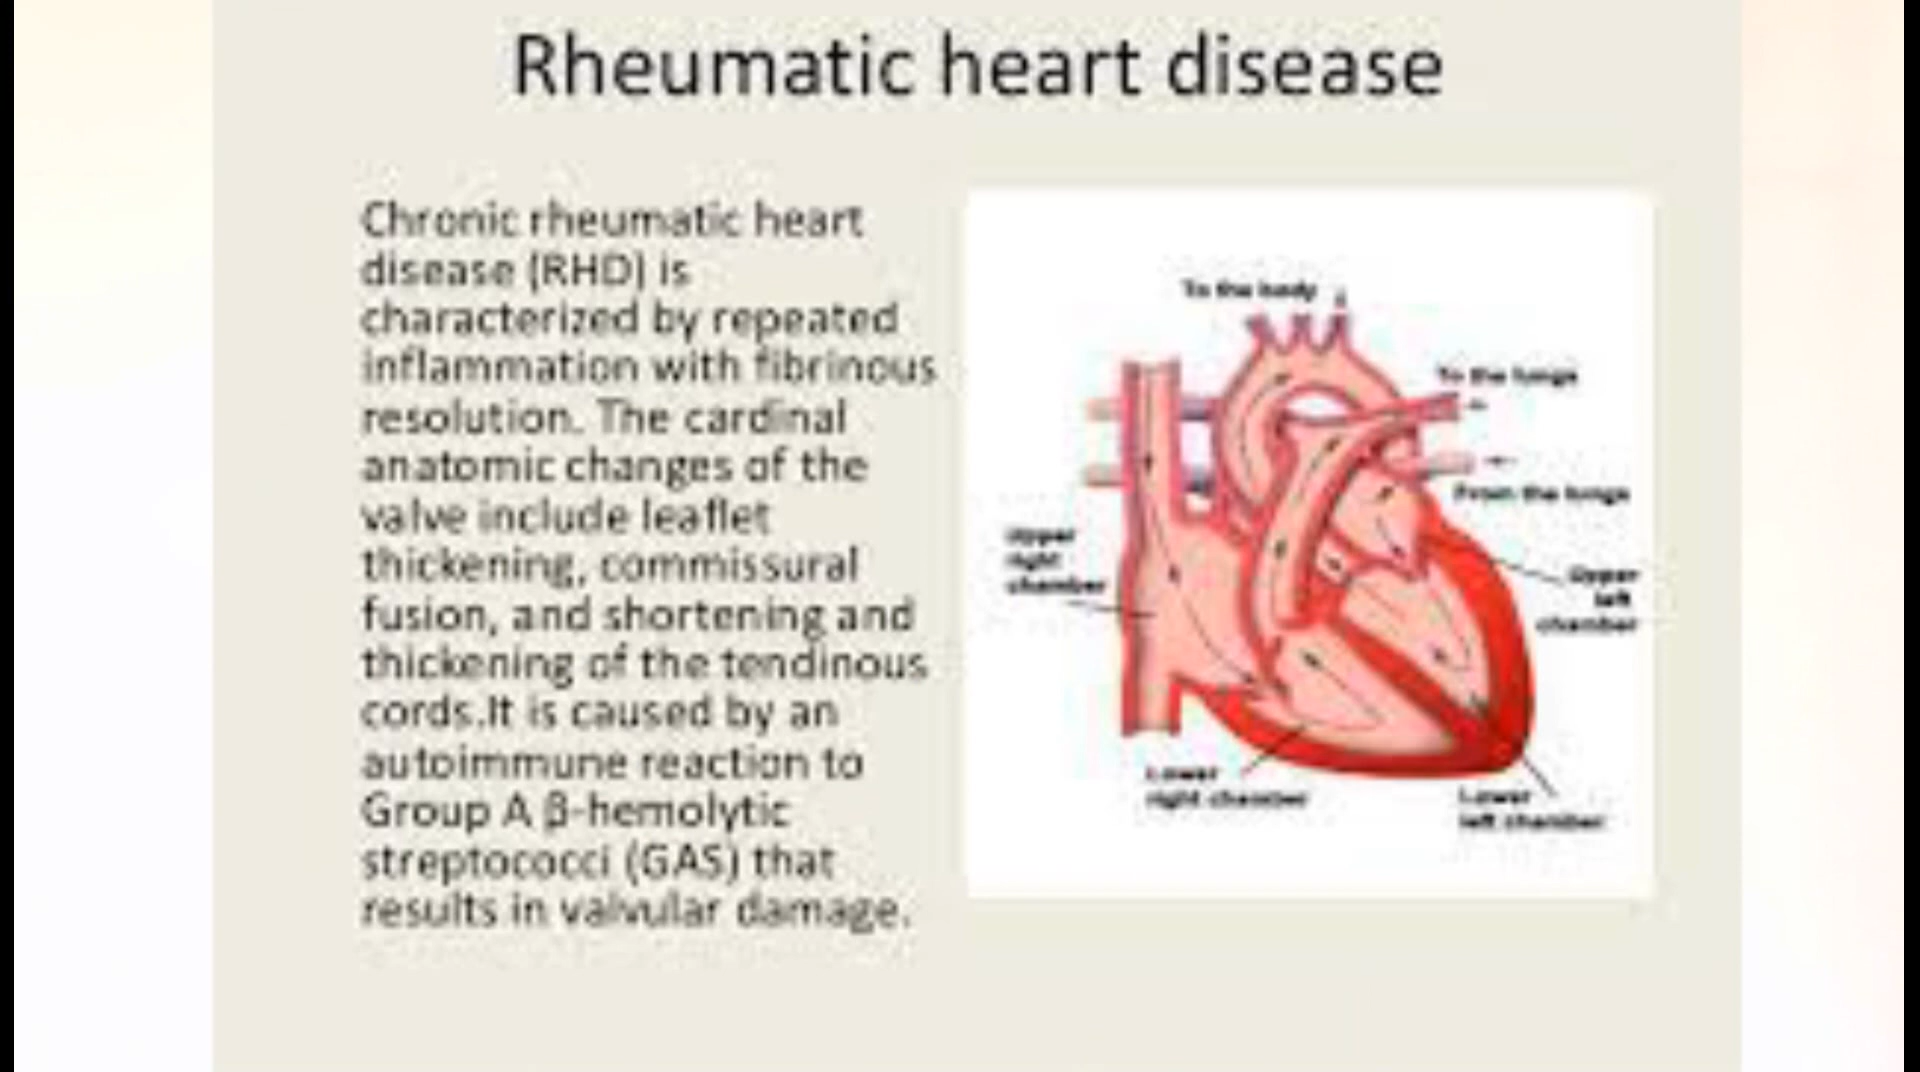 Rheumatic heart disease
Chronic rheumatic heart
disease (RHD) is
characterized by repeated
inflammation with fibrinous
resolution. The cardinal
anatomic changes of the
valve include leaflet
thickening, commissural
fusion, and shortening and
thickening of the tendinous
cords.It is caused by an
autoimmune reaction to
Group A β-hemolytic
streptococci (GAS) that
results in valvular damage.
To the body
To the lungs
From the lungs
Upper
right
chamber
Upper
left
chamber
Lower
right chamber
Lower
left chamber